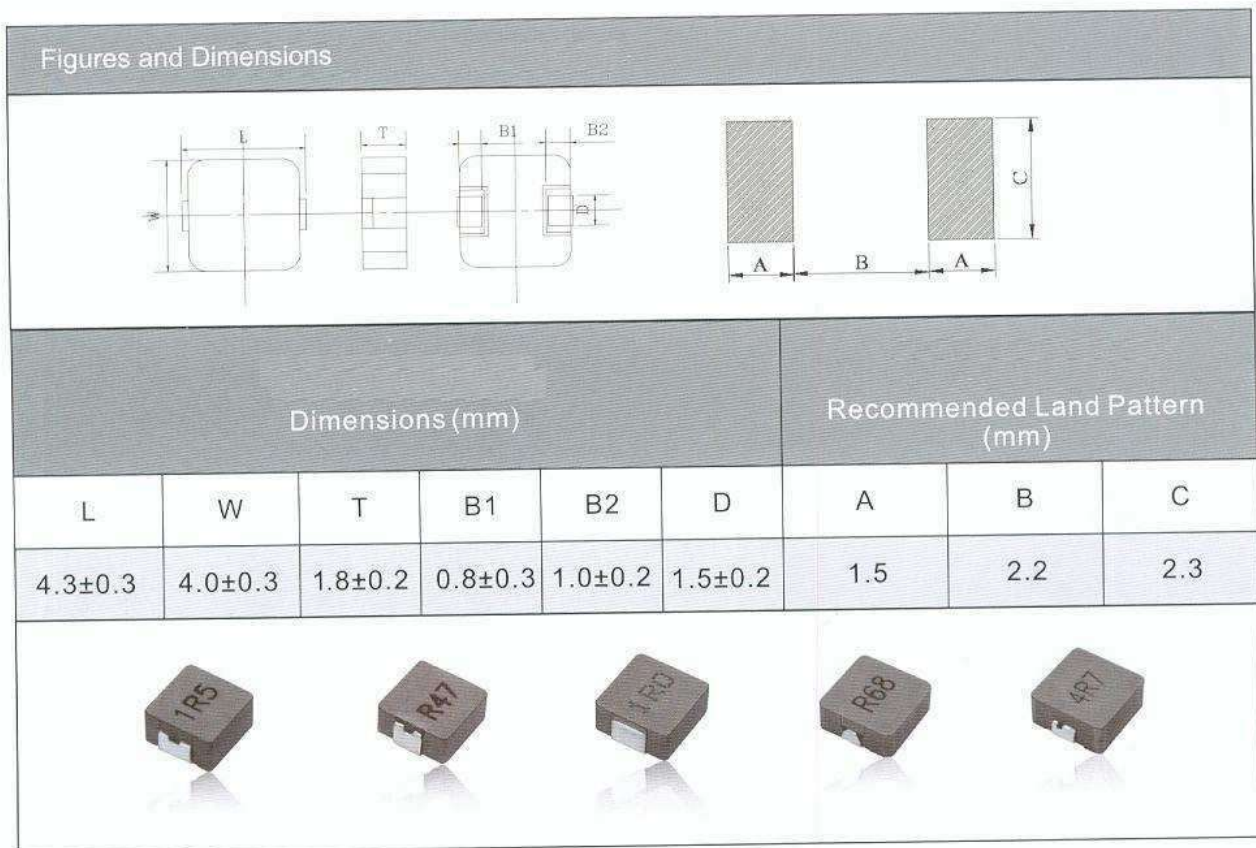 Figures and Dimensions
L
T
B1
B2
W
D
C
A
B
A
Dimensions (mm)
Recommended Land Pattern
(mm)
L W T B1 B2 D A B C
4.3±0.3 4.0±0.3 1.8±0.2 0.8±0.3 1.0±0.2 1.5±0.2 1.5 2.2 2.3
1R5
R47
1R0
R68
4R7